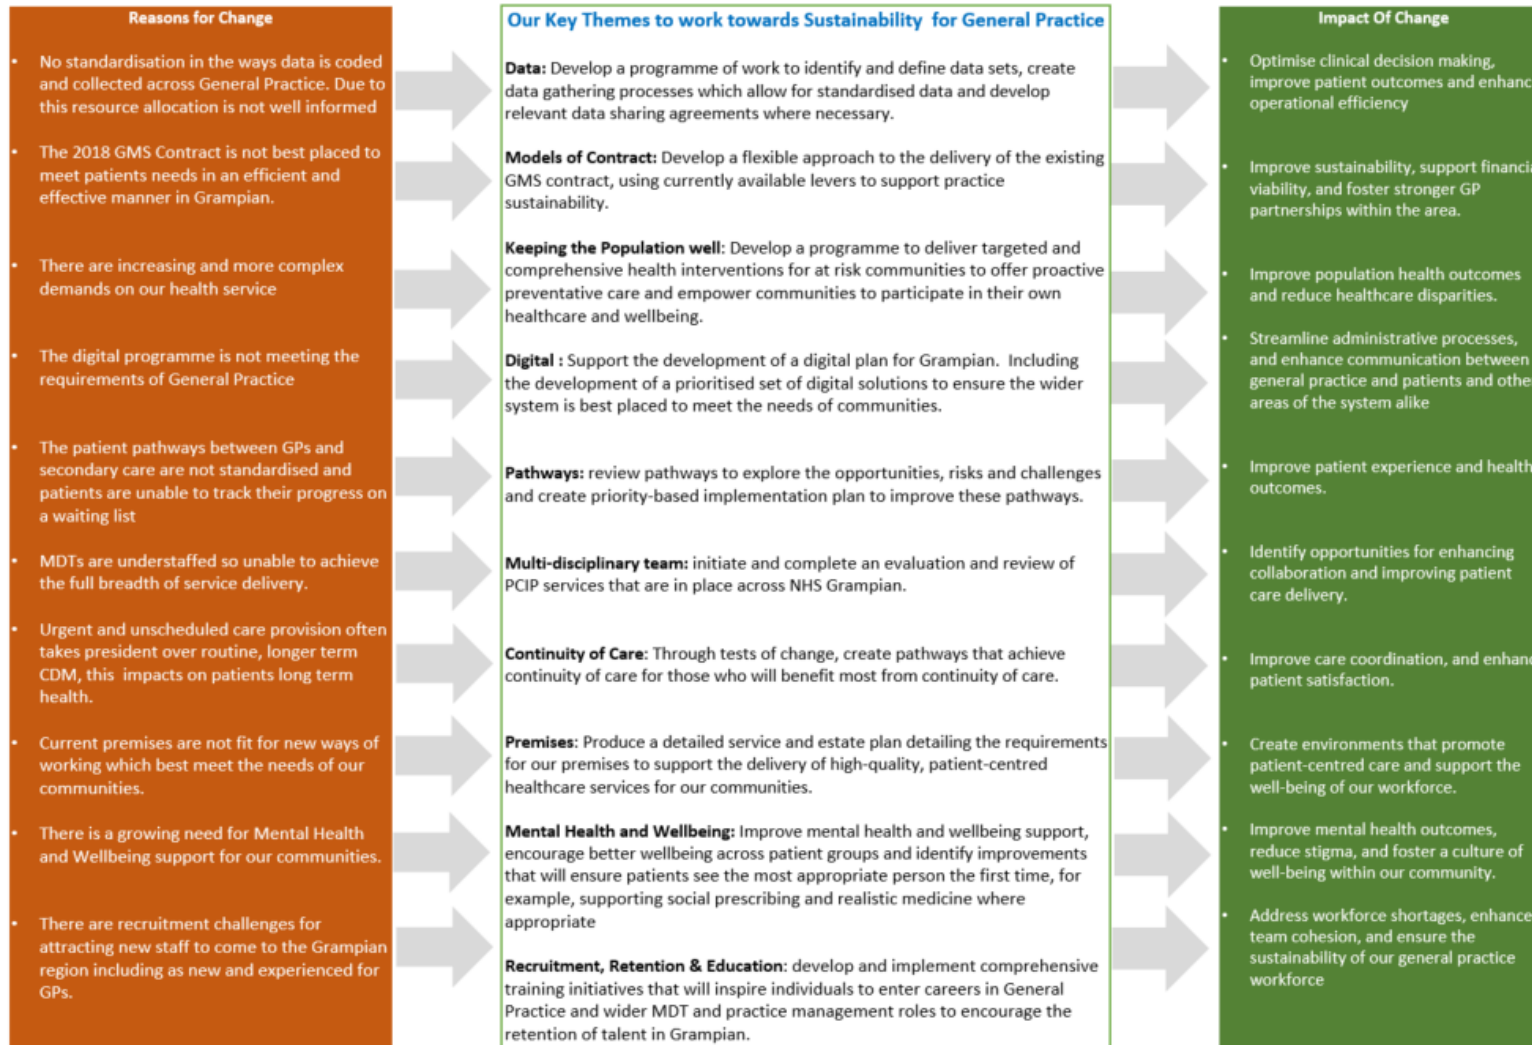 Reasons for Change
• No standardisation in the ways data is coded
and collected across General Practice. Due to
this resource allocation is not well informed
• The 2018 GMS Contract is not best placed to
meet patients needs in an efficient and
effective manner in Grampian.
• There are increasing and more complex
demands on our health service
• The digital programme is not meeting the
requirements of General Practice
• The patient pathways between GPs and
secondary care are not standardised and
patients are unable to track their progress on
a waiting list
• MDTs are understaffed so unable to achieve
the full breadth of service delivery.
• Urgent and unscheduled care provision often
takes president over routine, longer term
CDM, this  impacts on patients long term
health.
• Current premises are not fit for new ways of
working which best meet the needs of our
communities.
• There is a growing need for Mental Health
and Wellbeing support for our communities.
• There are recruitment challenges for
attracting new staff to come to the Grampian
region including as new and experienced for
GPs.
Our Key Themes to work towards Sustainability  for General Practice
Data: Develop a programme of work to identify and define data sets, create
data gathering processes which allow for standardised data and develop
relevant data sharing agreements where necessary.
Models of Contract: Develop a flexible approach to the delivery of the existing
GMS contract, using currently available levers to support practice
sustainability.
Keeping the Population well: Develop a programme to deliver targeted and
comprehensive health interventions for at risk communities to offer proactive
preventative care and empower communities to participate in their own
healthcare and wellbeing.
Digital : Support the development of a digital plan for Grampian.  Including
the development of a prioritised set of digital solutions to ensure the wider
system is best placed to meet the needs of communities.
Pathways: review pathways to explore the opportunities, risks and challenges
and create priority-based implementation plan to improve these pathways.
Multi-disciplinary team: initiate and complete an evaluation and review of
PCIP services that are in place across NHS Grampian.
Continuity of Care: Through tests of change, create pathways that achieve
continuity of care for those who will benefit most from continuity of care.
Premises: Produce a detailed service and estate plan detailing the requirements
for our premises to support the delivery of high-quality, patient-centred
healthcare services for our communities.
Mental Health and Wellbeing: Improve mental health and wellbeing support,
encourage better wellbeing across patient groups and identify improvements
that will ensure patients see the most appropriate person the first time, for
example, supporting social prescribing and realistic medicine where
appropriate
Recruitment, Retention & Education: develop and implement comprehensive
training initiatives that will inspire individuals to enter careers in General
Practice and wider MDT and practice management roles to encourage the
retention of talent in Grampian.
Impact Of Change
• Optimise clinical decision making,
improve patient outcomes and enhanc
operational efficiency
• Improve sustainability, support financia
viability, and foster stronger GP
partnerships within the area.
• Improve population health outcomes
and reduce healthcare disparities.
• Streamline administrative processes,
and enhance communication between
general practice and patients and othe
areas of the system alike
• Improve patient experience and health
outcomes.
• Identify opportunities for enhancing
collaboration and improving patient
care delivery.
• Improve care coordination, and enhanc
patient satisfaction.
• Create environments that promote
patient-centred care and support the
well-being of our workforce.
• Improve mental health outcomes,
reduce stigma, and foster a culture of
well-being within our community.
• Address workforce shortages, enhance
team cohesion, and ensure the
sustainability of our general practice
workforce